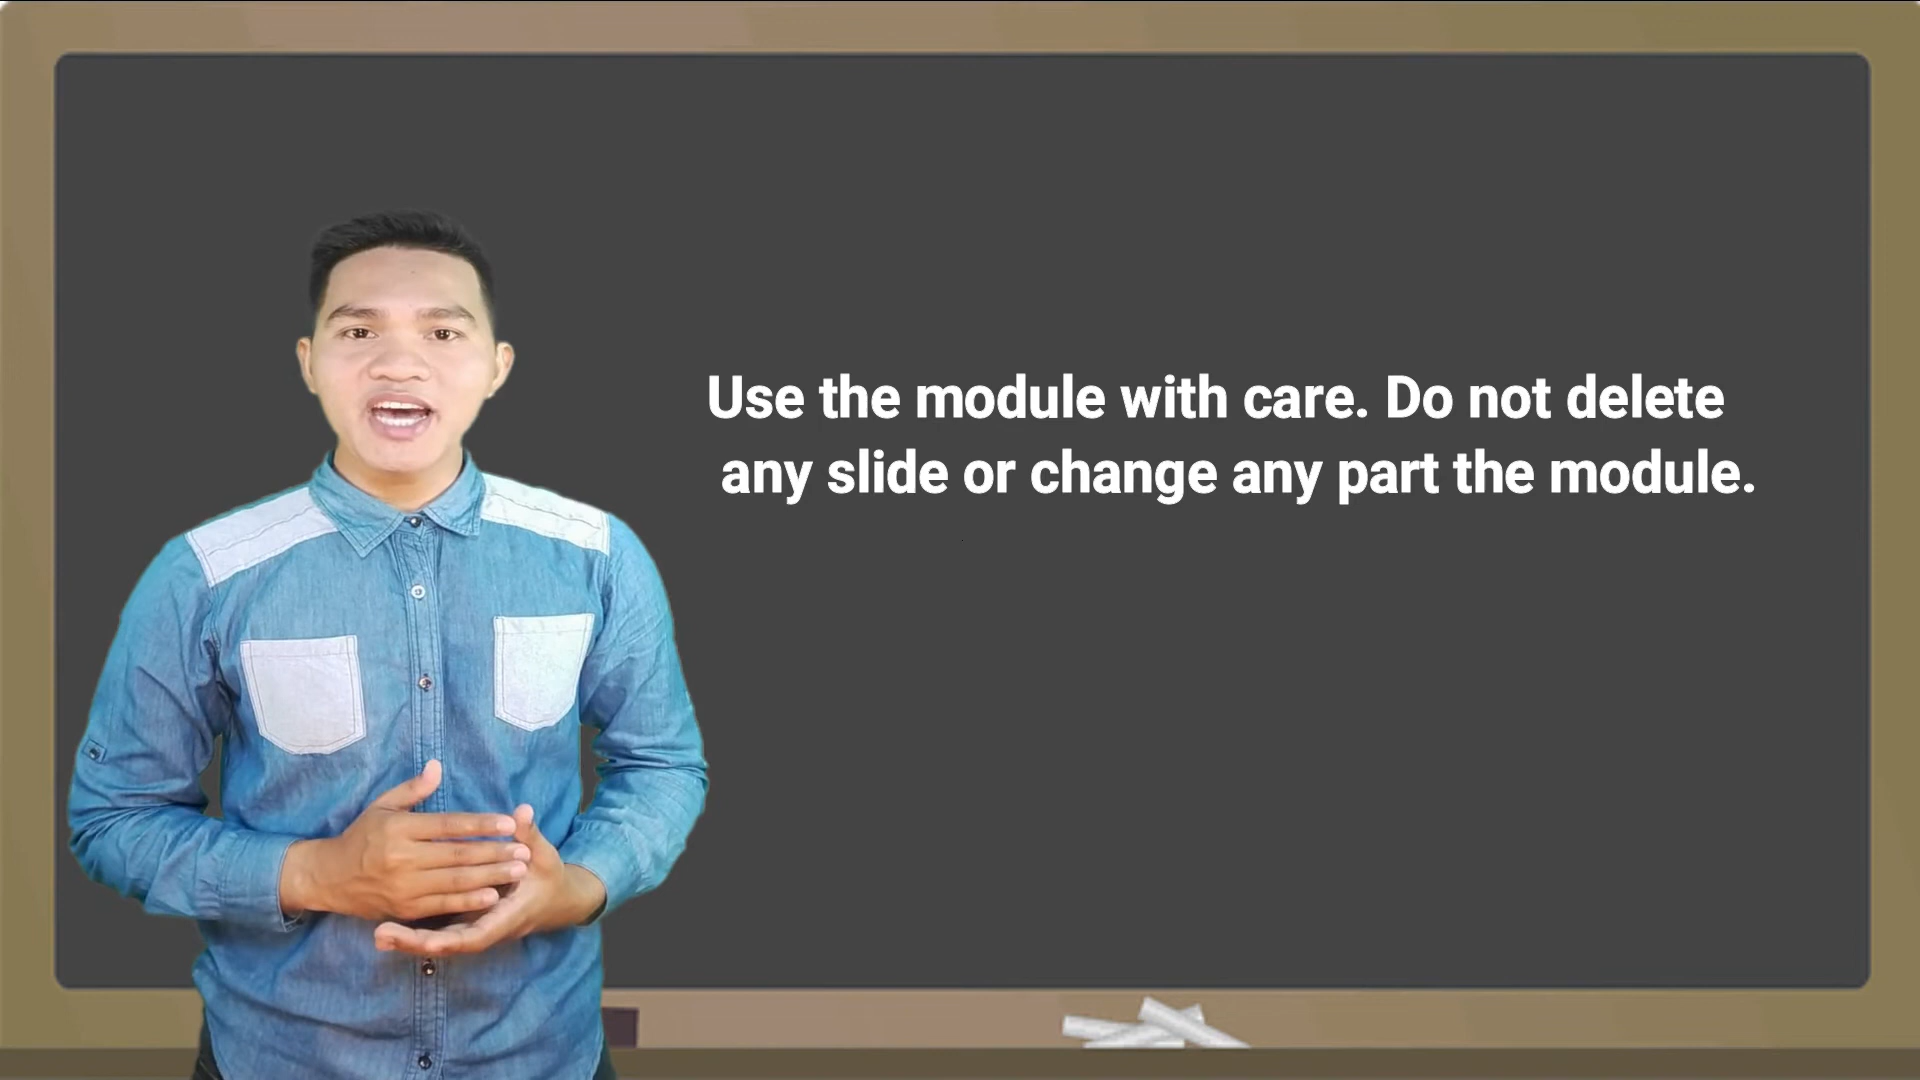 Use the module with care. Do not delete
any slide or change any part the module.